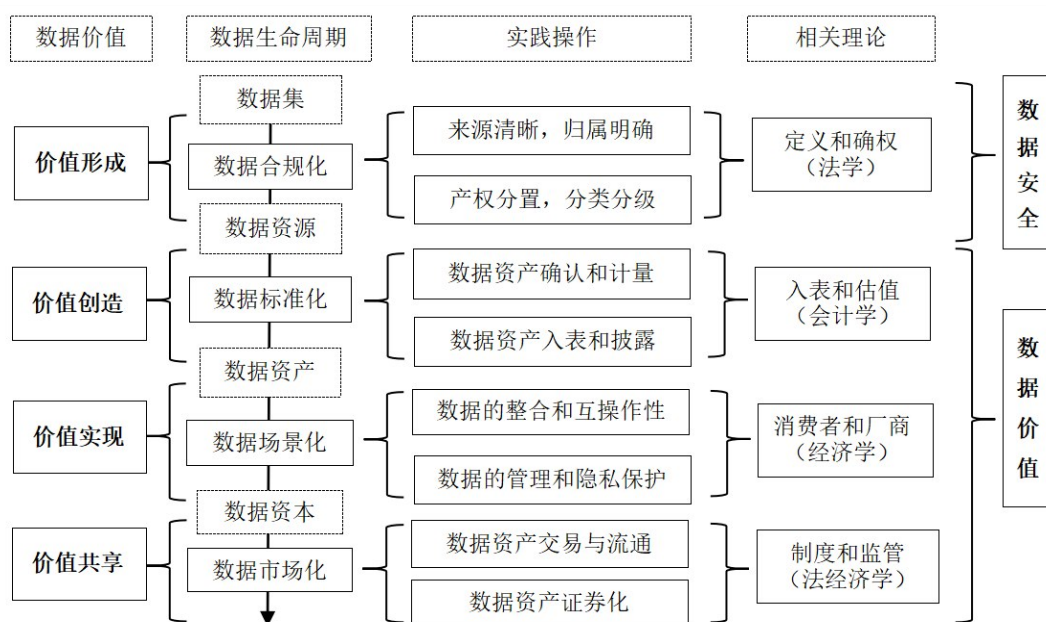 数据价值
数据生命周期
实践操作
相关理论
数据集
价值形成
数据合规化
来源清晰，归属明确
产权分置，分类分级
定义和确权
（法学）
数据安全
数据资源
价值创造
数据标准化
数据资产确认和计量
数据资产入表和披露
入表和估值
（会计学）
数据资产
价值实现
数据场景化
数据的整合和互操作性
数据的管理和隐私保护
消费者和厂商
（经济学）
数据价值
数据资本
价值共享
数据市场化
数据资产交易与流通
数据资产证券化
制度和监管
（法经济学）